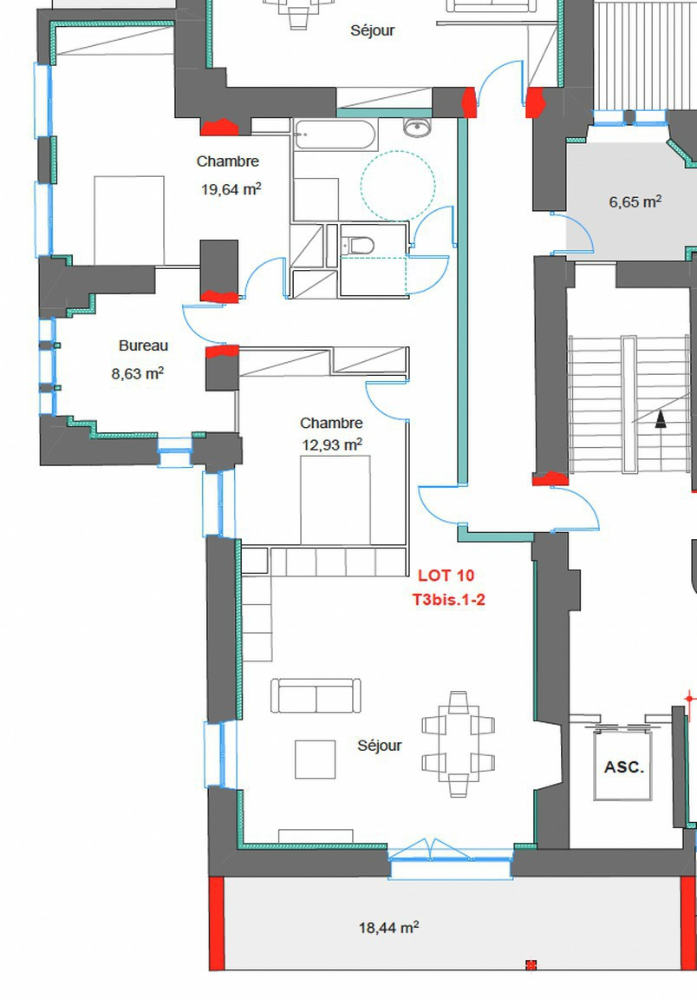 Séjour
Chambre
19,64 m²
6,65 m²
Bureau
8,63 m²
Chambre
12,93 m²
LOT 10
T3bis.1-2
Séjour
ASC.
18,44 m²